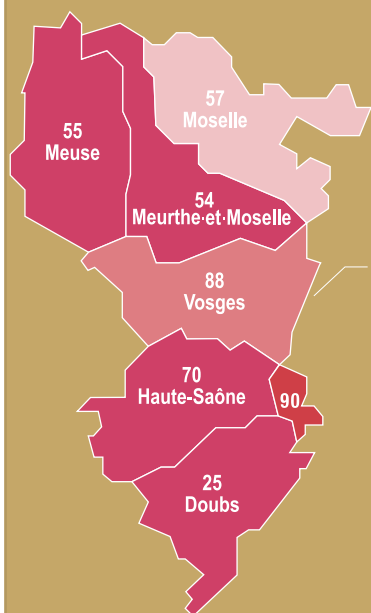 57
Moselle
55
Meuse
54
Meurthe-et-Moselle
88
Vosges
70
Haute-Saône
90
25
Doubs